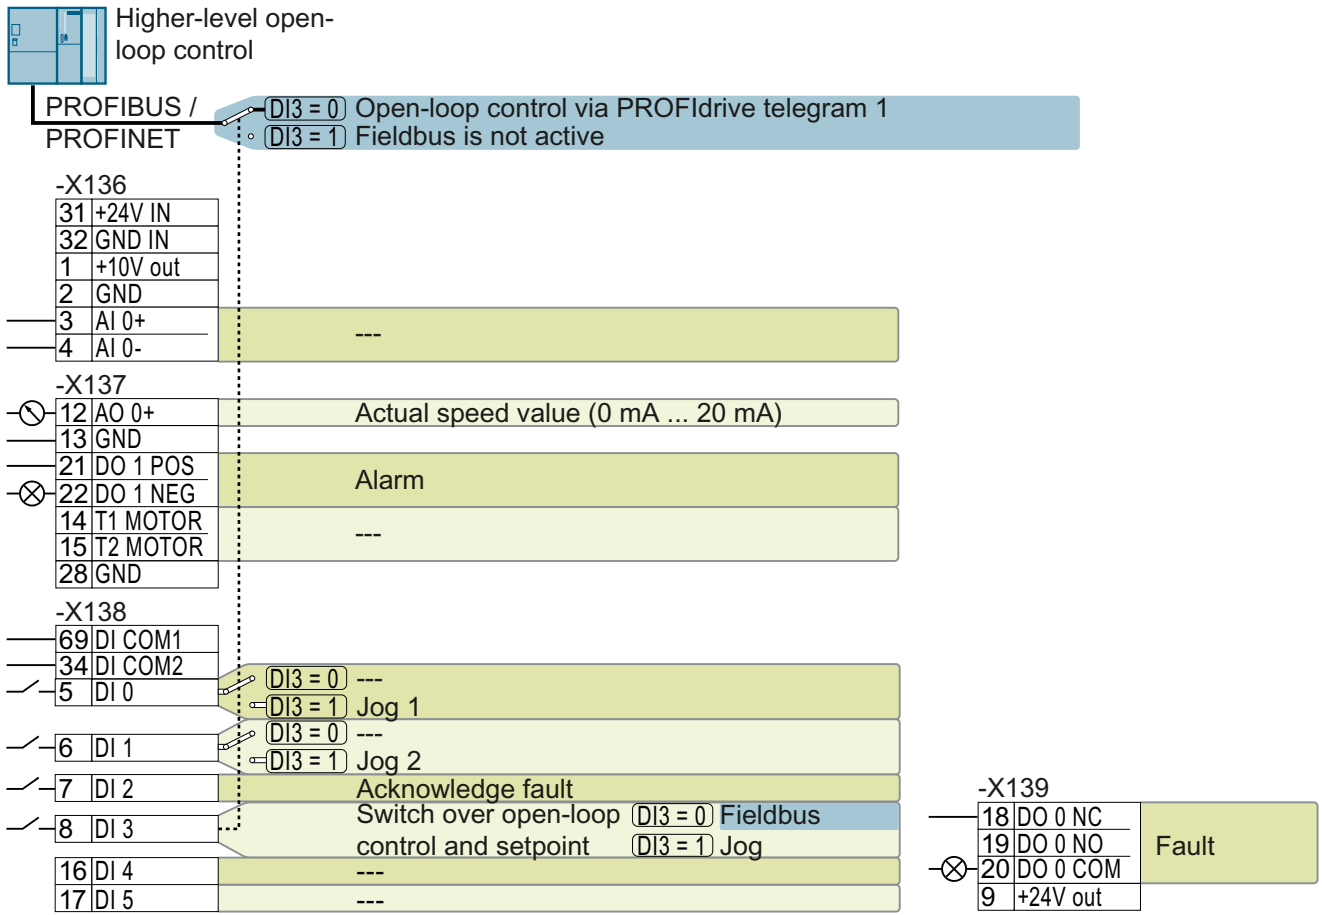 Higher-level open-
loop control
PROFIBUS /
PROFINET
DI3 = 0 Open-loop control via PROFIdrive telegram 1
DI3 = 1 Fieldbus is not active
-X136
31 +24V IN
32 GND IN
1 +10V out
2 GND
3 AI 0+
4 AI 0-
---
-X137
12 AO 0+ Actual speed value (0 mA ... 20 mA)
13 GND
21 DO 1 POS
22 DO 1 NEG
Alarm
14 T1 MOTOR
15 T2 MOTOR
---
28 GND
-X138
69 DI COM1
34 DI COM2
5 DI 0
DI3 = 0 ---
DI3 = 1 Jog 1
6 DI 1
DI3 = 0 ---
DI3 = 1 Jog 2
7 DI 2 Acknowledge fault
8 DI 3
Switch over open-loop DI3 = 0 Fieldbus
control and setpoint DI3 = 1 Jog
16 DI 4 ---
17 DI 5 ---
-X139
18 DO 0 NC
19 DO 0 NO
20 DO 0 COM
Fault
9 +24V out